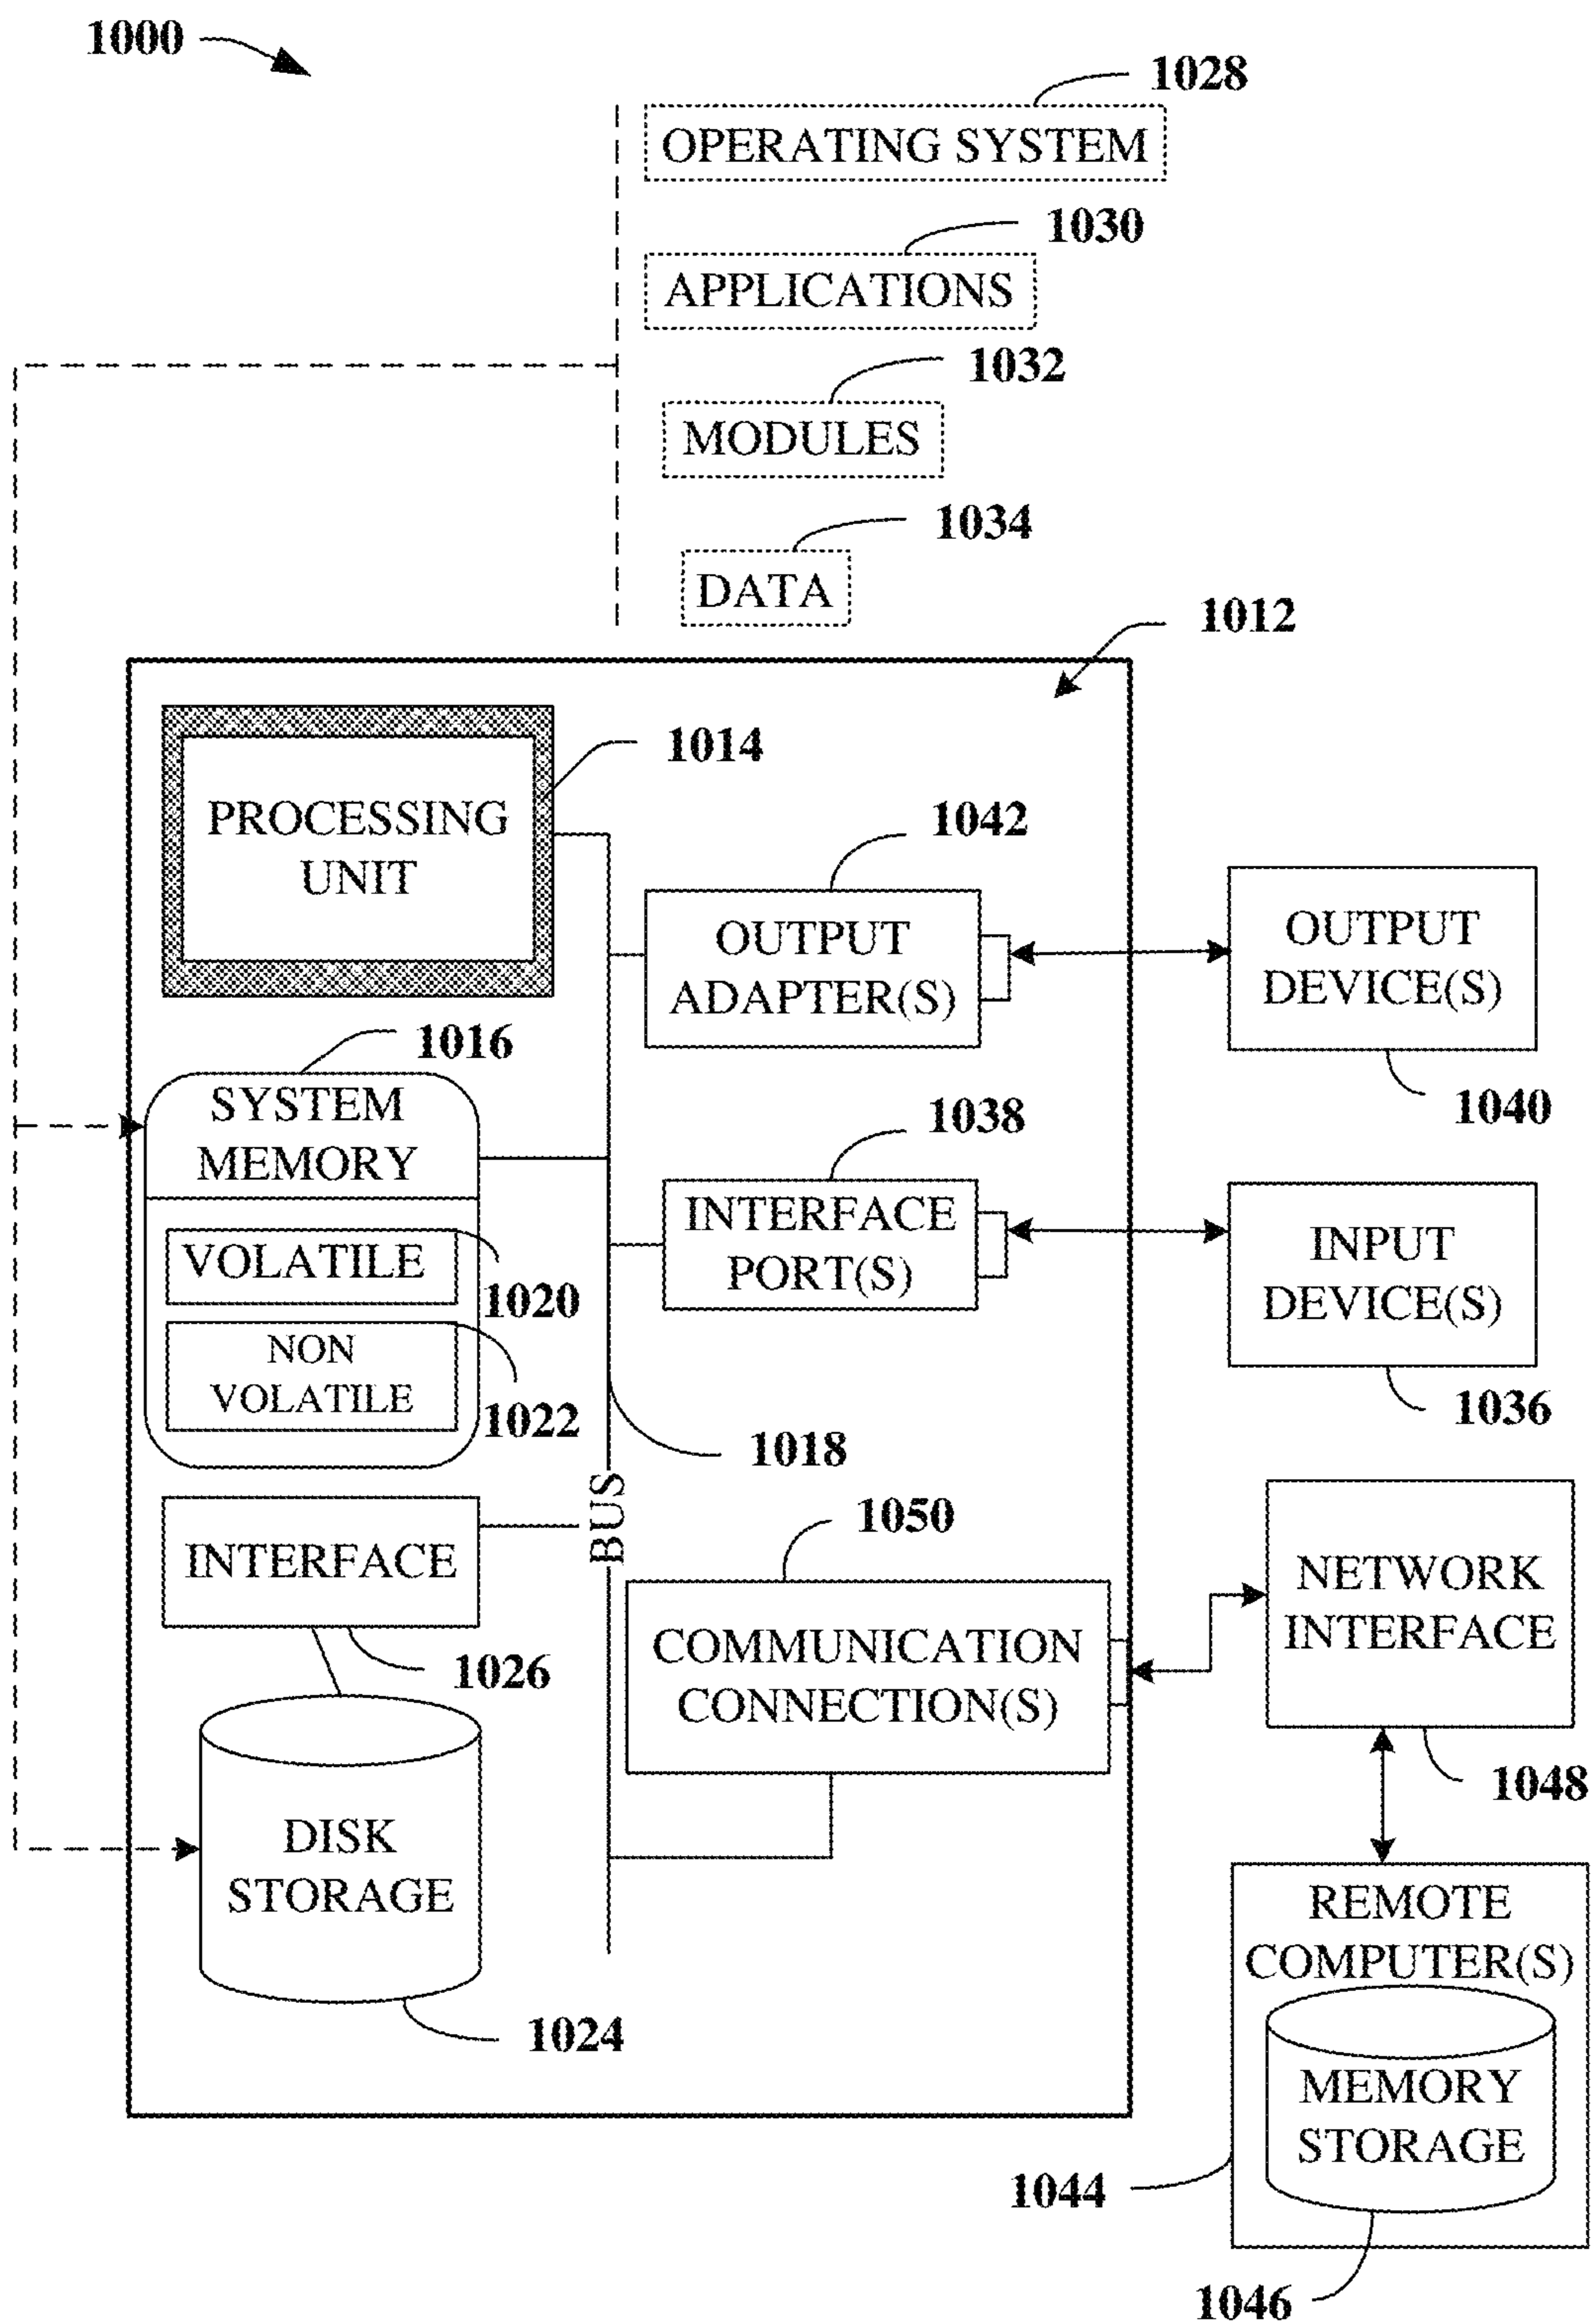 1000
1028
OPERATING SYSTEM
1030
APPLICATIONS
1032
MODULES
1034
DATA
1012
1014
PROCESSING
UNIT
1042
OUTPUT
ADAPTER(S)
OUTPUT
DEVICE(S)
1040
1016
SYSTEM
MEMORY
VOLATILE
1020
NON
VOLATILE
1022
1038
INTERFACE
PORT(S)
INPUT
DEVICE(S)
1036
1018
BUS
INTERFACE
1026
1050
COMMUNICATION
CONNECTION(S)
NETWORK
INTERFACE
1048
DISK
STORAGE
1024
REMOTE
COMPUTER(S)
MEMORY
STORAGE
1044
1046